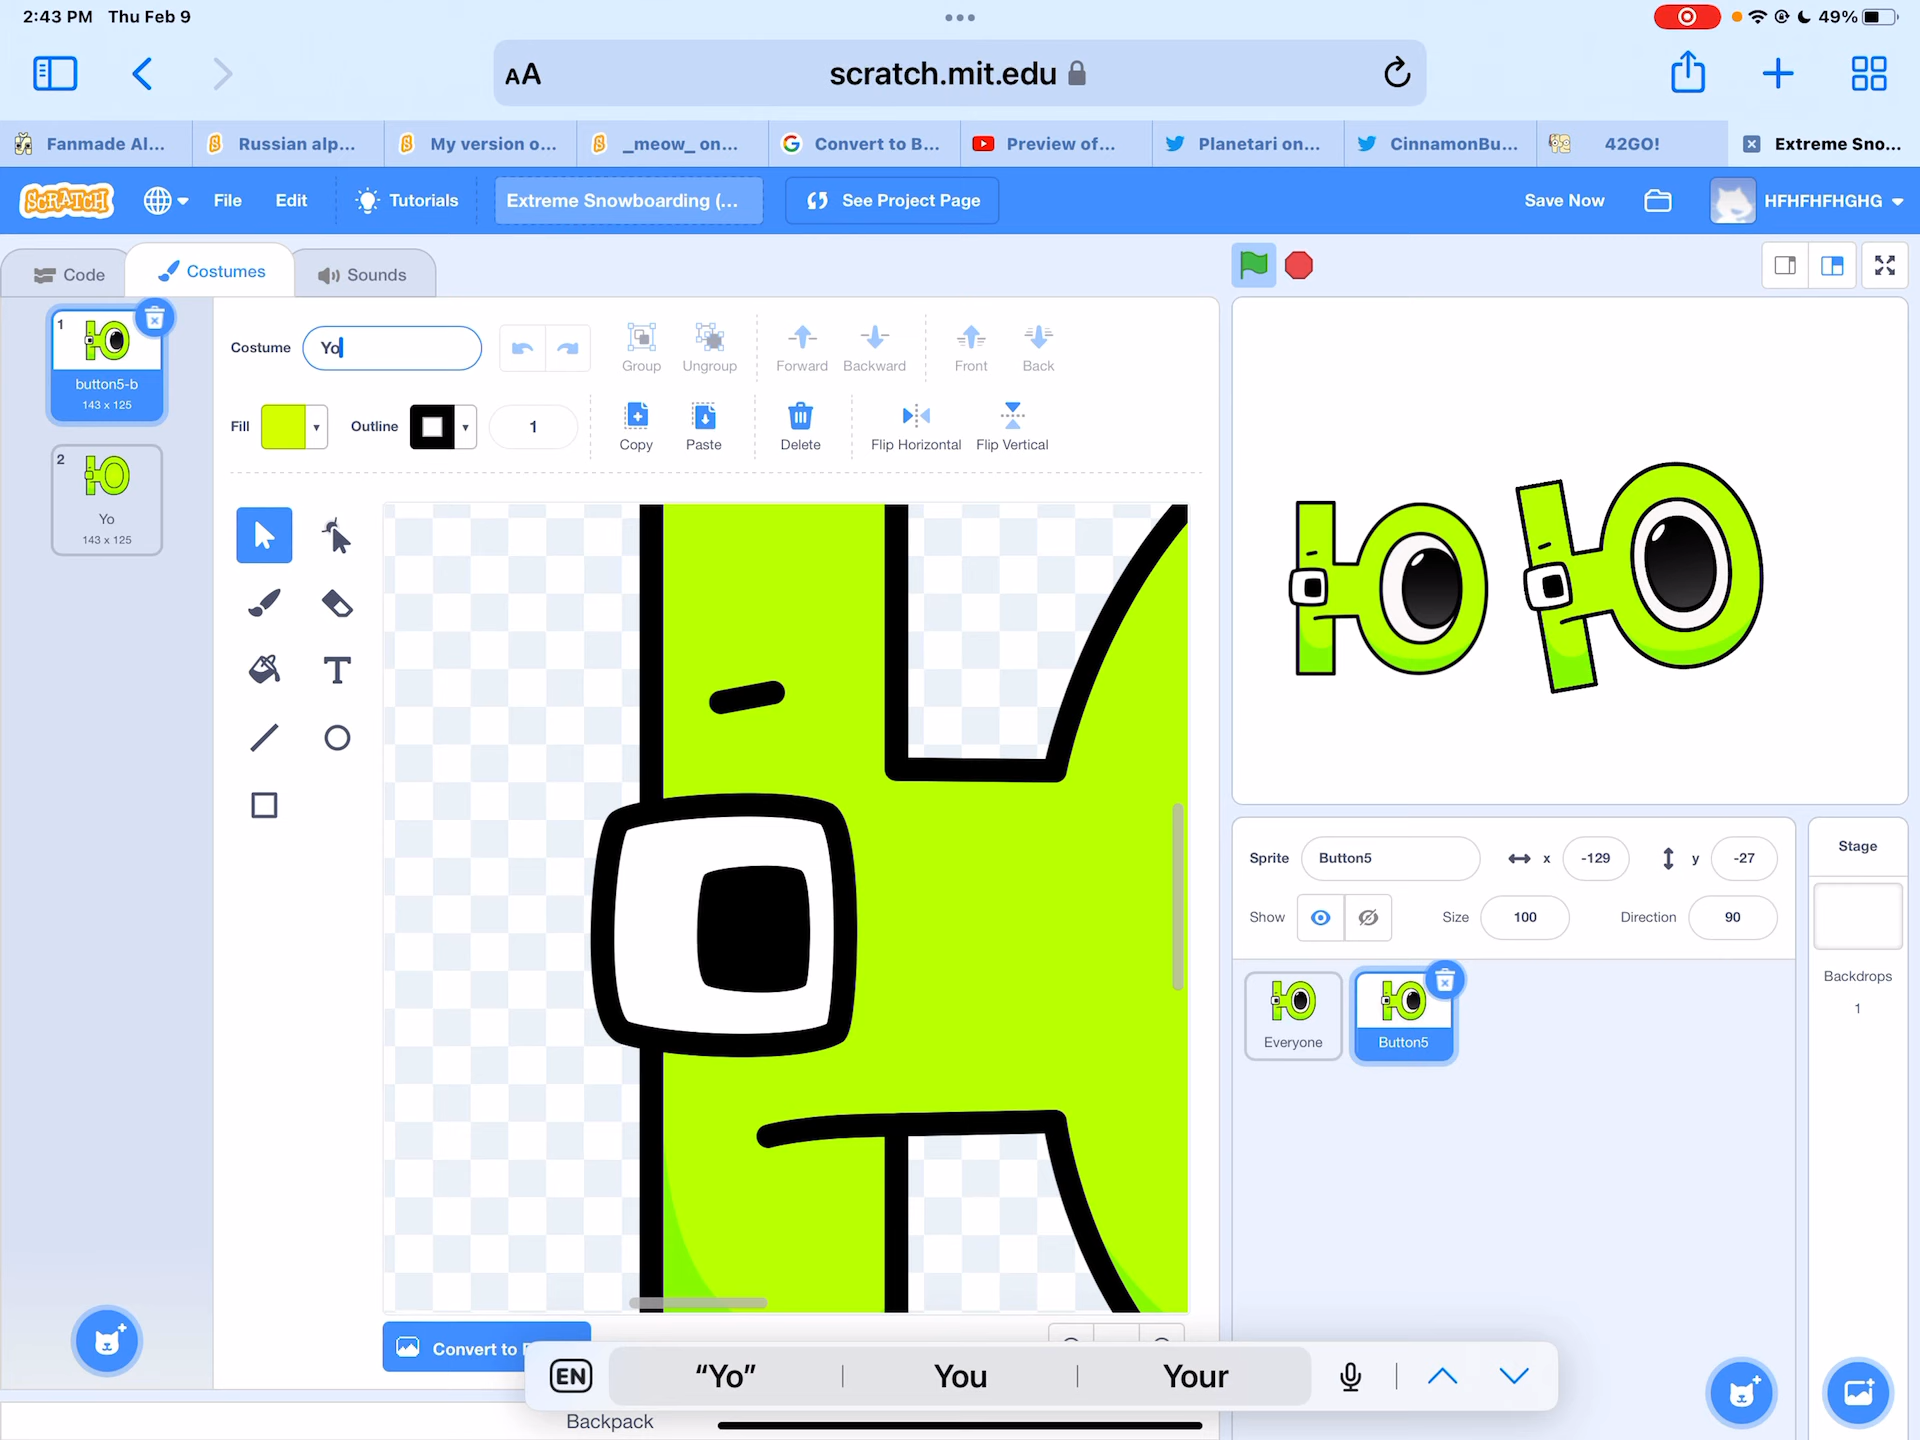 2:43 PM Thu Feb 9
49%
AA scratch.mit.edu
Fanmade Al... Russian alp... My version o... _meow_ on... Convert to B... Preview of... Planetari on... CinnamonBu... 42GO! Extreme Sno...
SCRATCH File Edit Tutorials Extreme Snowboarding (... See Project Page Save Now HFHFHFHGHG
Code Costumes Sounds
1
button5-b
143 x 125
2
Yo
143 x 125
Costume Yo Group Ungroup Forward Backward Front Back
Fill Outline 1 Copy Paste Delete Flip Horizontal Flip Vertical
Convert to
Sprite Button5 x -129 y -27
Show Size 100 Direction 90
Everyone Button5
Stage
Backdrops
1
EN “Yo” You Your
Backpack